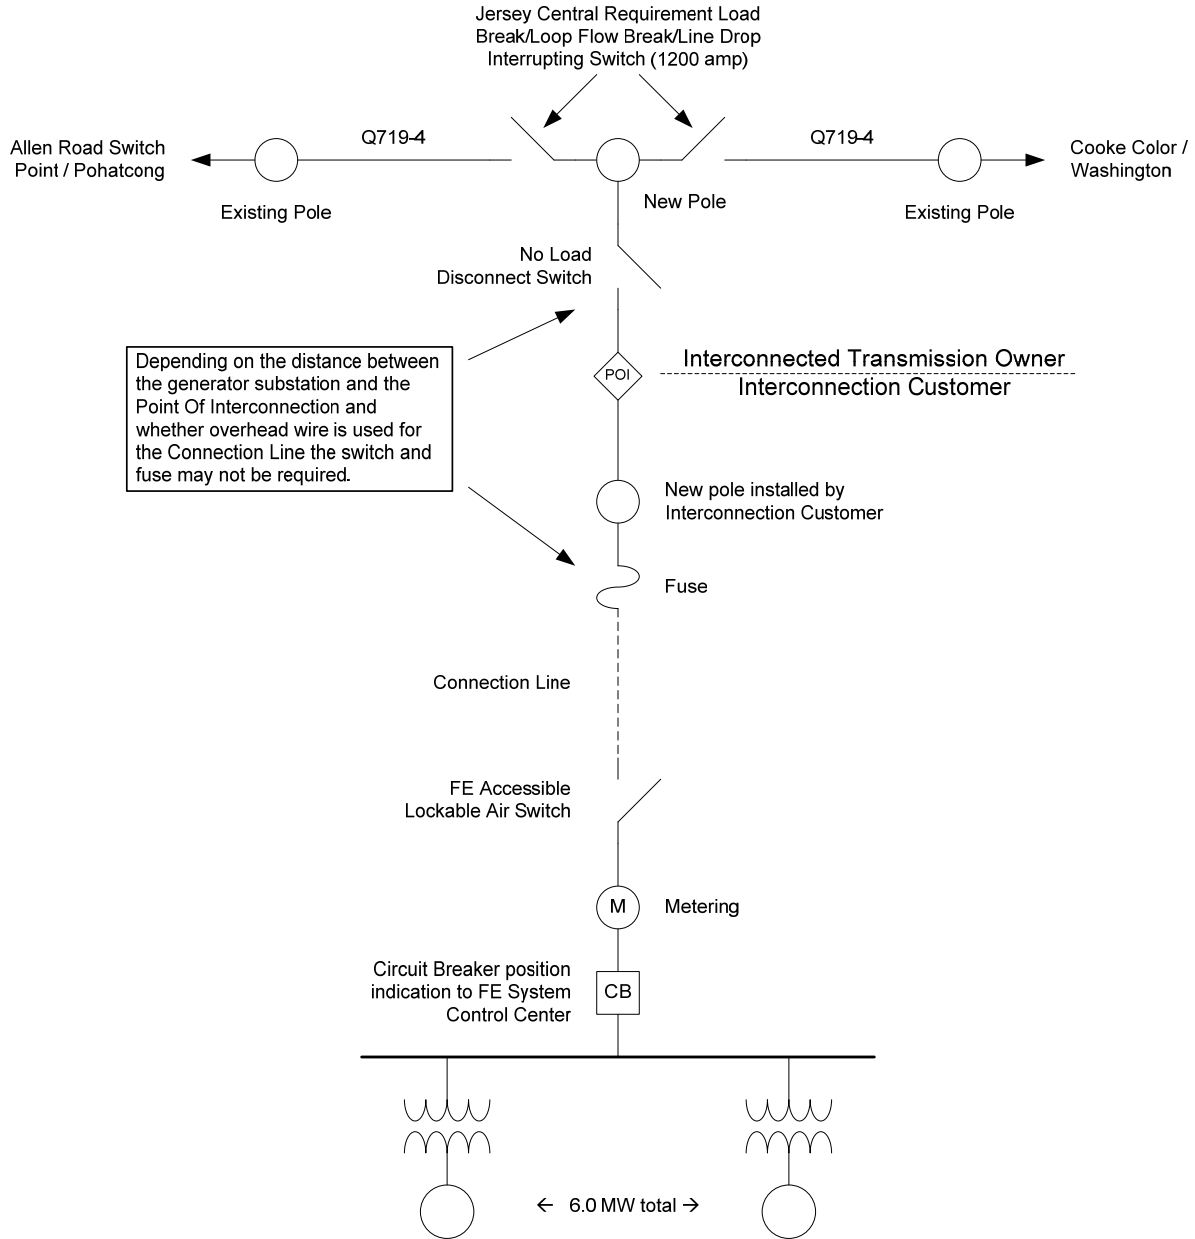 Jersey Central Requirement Load
Break/Loop Flow Break/Line Drop
Interrupting Switch (1200 amp)
Allen Road Switch
Point / Pohatcong
Q719-4
Q719-4
Cooke Color /
Washington
Existing Pole
New Pole
Existing Pole
No Load
Disconnect Switch
Depending on the distance between
the generator substation and the
Point Of Interconnection and
whether overhead wire is used for
the Connection Line the switch and
fuse may not be required.
POI
Interconnected Transmission Owner
Interconnection Customer
New pole installed by
Interconnection Customer
Fuse
Connection Line
FE Accessible
Lockable Air Switch
M
Metering
Circuit Breaker position
indication to FE System
Control Center
CB
← 6.0 MW total →